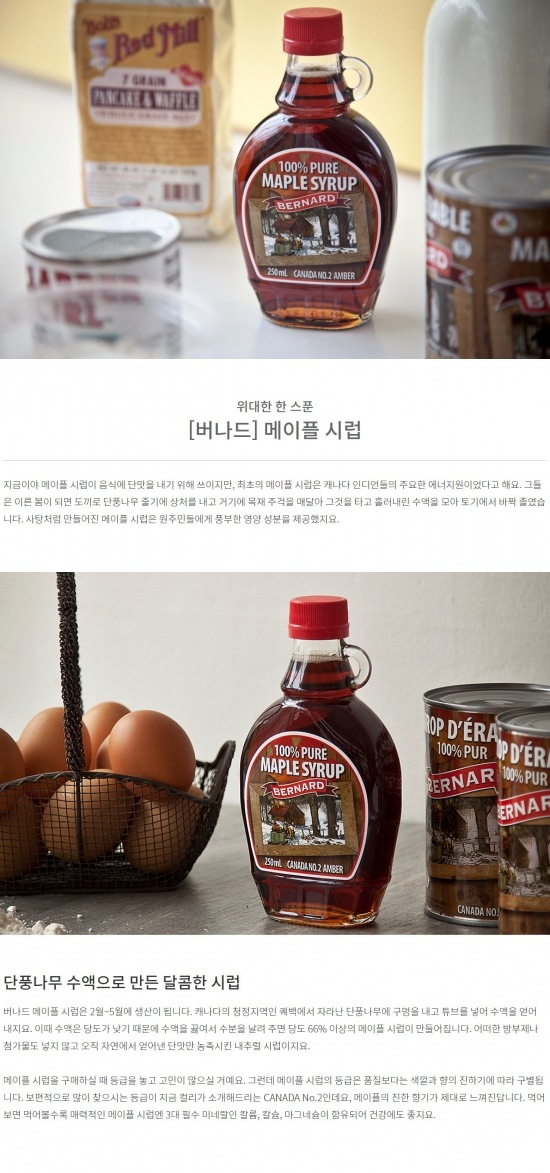 Bob's
Red Mill
7 GRAIN
PANCAKE & WAFFLE
100% PURE
MAPLE SYRUP
BERNARD
250 mL CANADA NO.2 AMBER
MA
위대한 한 스푼
[버나드] 메이플 시럽
지금이야 메이플 시럽이 음식에 단맛을 내기 위해 쓰이지만, 최초의 메이플 시럽은 캐나다 인디언들의 주요한 에너지원이었다고 해요. 그들
은 이른 봄이 되면 도끼로 단풍나무 줄기에 상처를 내고 거기에 목재 주걱을 매달아 그것을 타고 흘러내린 수액을 모아 토기에서 바짝 졸였습
니다. 사탕처럼 만들어진 메이플 시럽은 원주민들에게 풍부한 영양 성분을 제공했지요.
100% PURE
MAPLE SYRUP
BERNARD
250 mL CANADA NO.2 AMBER
ROP D'ÉRA
100% PUR
BERNAR
CANADA NO.
OP D'ÉRA
100% PUR
ERNAR
단풍나무 수액으로 만든 달콤한 시럽
버나드 메이플 시럽은 2월~5월에 생산이 됩니다. 캐나다의 청정지역인 퀘백에서 자라난 단풍나무에 구멍을 내고 튜브를 넣어 수액을 얻어
내지요. 이때 수액은 당도가 낮기 때문에 수액을 끓여서 수분을 날려 주면 당도 66% 이상의 메이플 시럽이 만들어집니다. 어떠한 방부제나
첨가물도 넣지 않고 오직 자연에서 얻어낸 단맛만 농축시킨 내추럴 시럽이지요.
메이플 시럽을 구매하실 때 등급을 놓고 고민이 많으실 거예요. 그런데 메이플 시럽의 등급은 품질보다는 색깔과 향의 진하기에 따라 구별됩
니다. 보편적으로 많이 찾으시는 등급이 지금 컬리가 소개해드리는 CANADA No.2인데요, 메이플의 진한 향기가 제대로 느껴진답니다. 먹어
보면 먹어볼수록 매력적인 메이플 시럽엔 3대 필수 미네랄인 칼륨, 칼슘, 마그네슘이 함유되어 건강에도 좋지요.